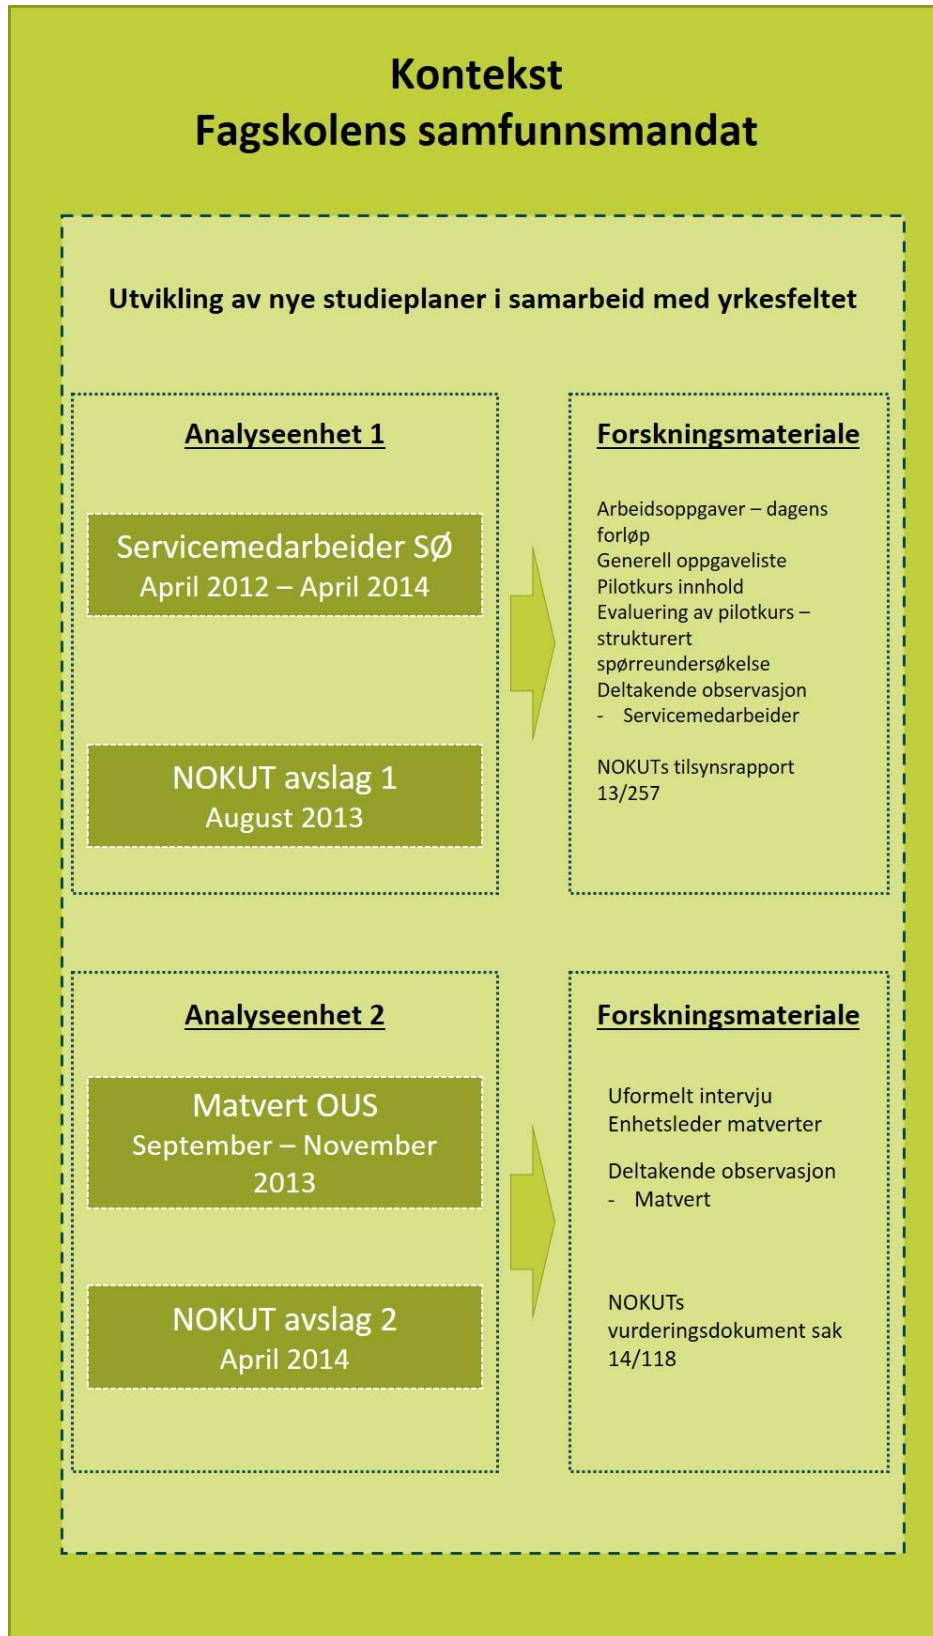 Kontekst
Fagskolens samfunnsmandat
Utvikling av nye studieplaner i samarbeid med yrkesfeltet
Analyseenhet 1
Servicemedarbeider SØ
April 2012 – April 2014
NOKUT avslag 1
August 2013
Forskningsmateriale
Arbeidsoppgaver – dagens
forløp
Generell oppgaveliste
Pilotkurs innhold
Evaluering av pilotkurs –
strukturert
spørreundersøkelse
Deltakende observasjon
- Servicemedarbeider
NOKUTs tilsynsrapport
13/257
Analyseenhet 2
Matvert OUS
September – November
2013
NOKUT avslag 2
April 2014
Forskningsmateriale
Uformelt intervju
Enhetsleder matverter
Deltakende observasjon
- Matvert
NOKUTs
vurderingsdokument sak
14/118